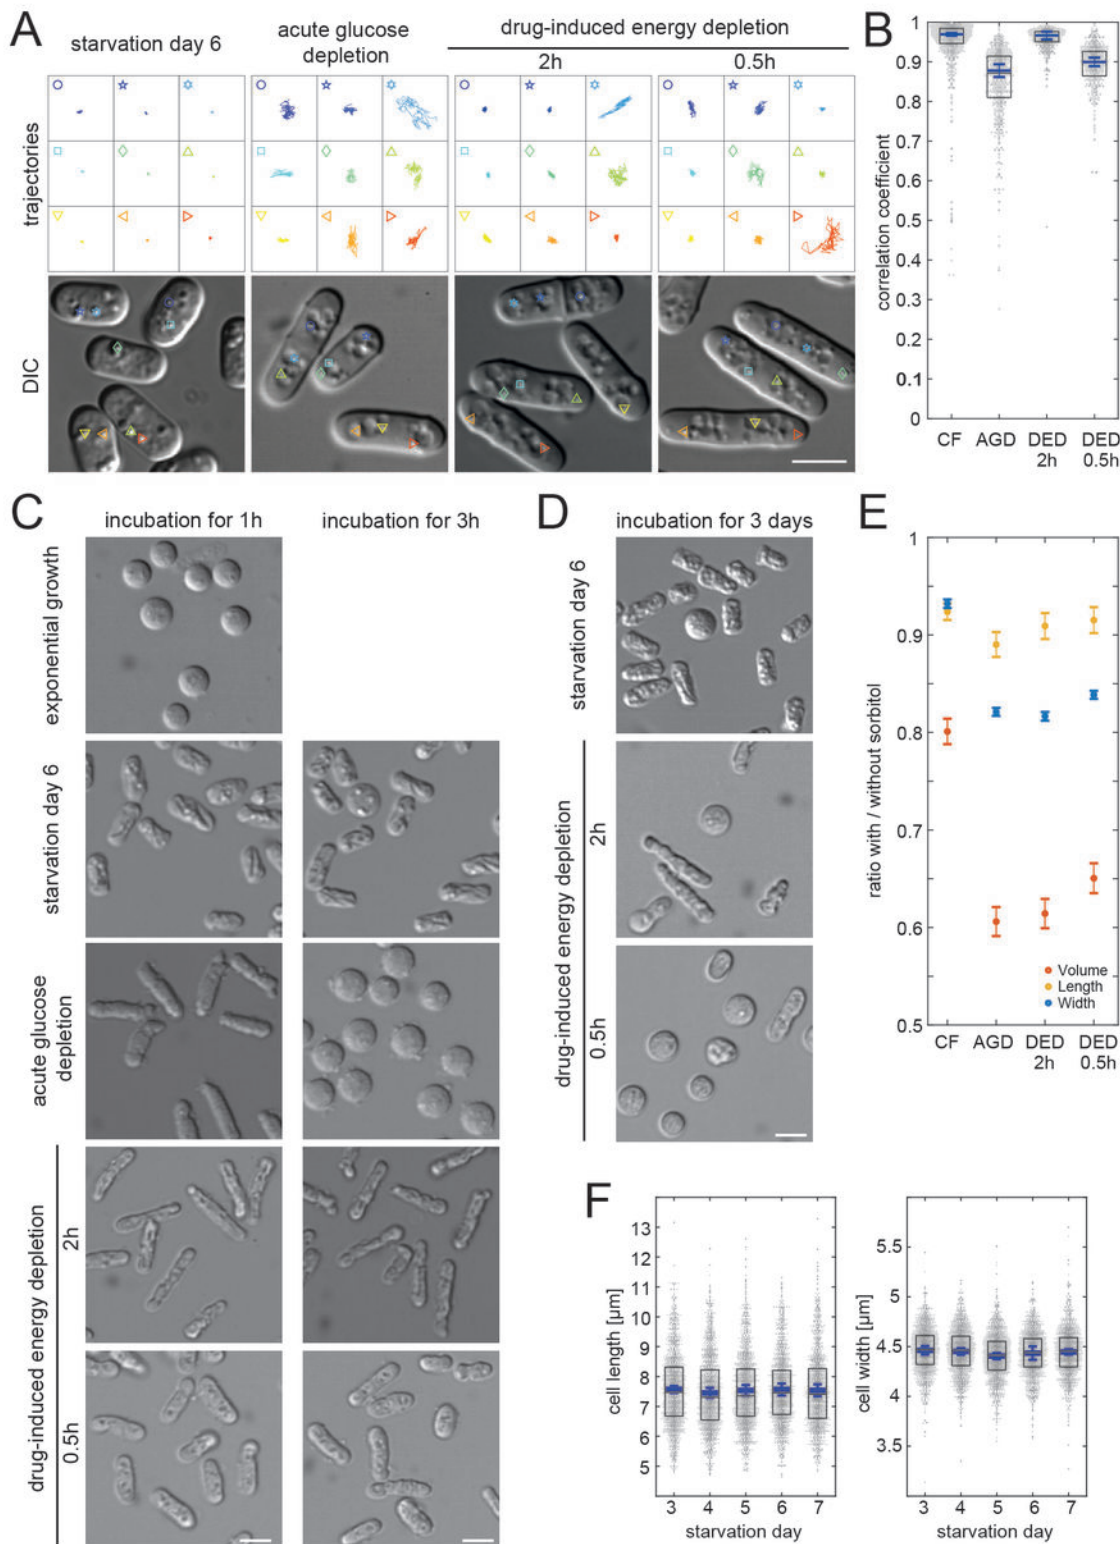 A
starvation day 6
acute glucose
depletion
drug-induced energy depletion
2h
0.5h
trajectories
DIC
B
correlation coefficient
1
0.9
0.8
0.7
0.6
0.5
0.4
0.3
0.2
0.1
0
CF
AGD
DED
2h
DED
0.5h
C
incubation for 1h
incubation for 3h
exponential growth
starvation day 6
acute glucose
depletion
drug-induced energy depletion
2h
0.5h
D
incubation for 3 days
starvation day 6
drug-induced energy depletion
2h
0.5h
E
ratio with / without sorbitol
1
0.9
0.8
0.7
0.6
0.5
Volume
Length
Width
CF
AGD
DED
2h
DED
0.5h
F
cell length [µm]
13
12
11
10
9
8
7
6
5
3 4 5 6 7
starvation day
cell width [µm]
5.5
5
4.5
4
3.5
3 4 5 6 7
starvation day